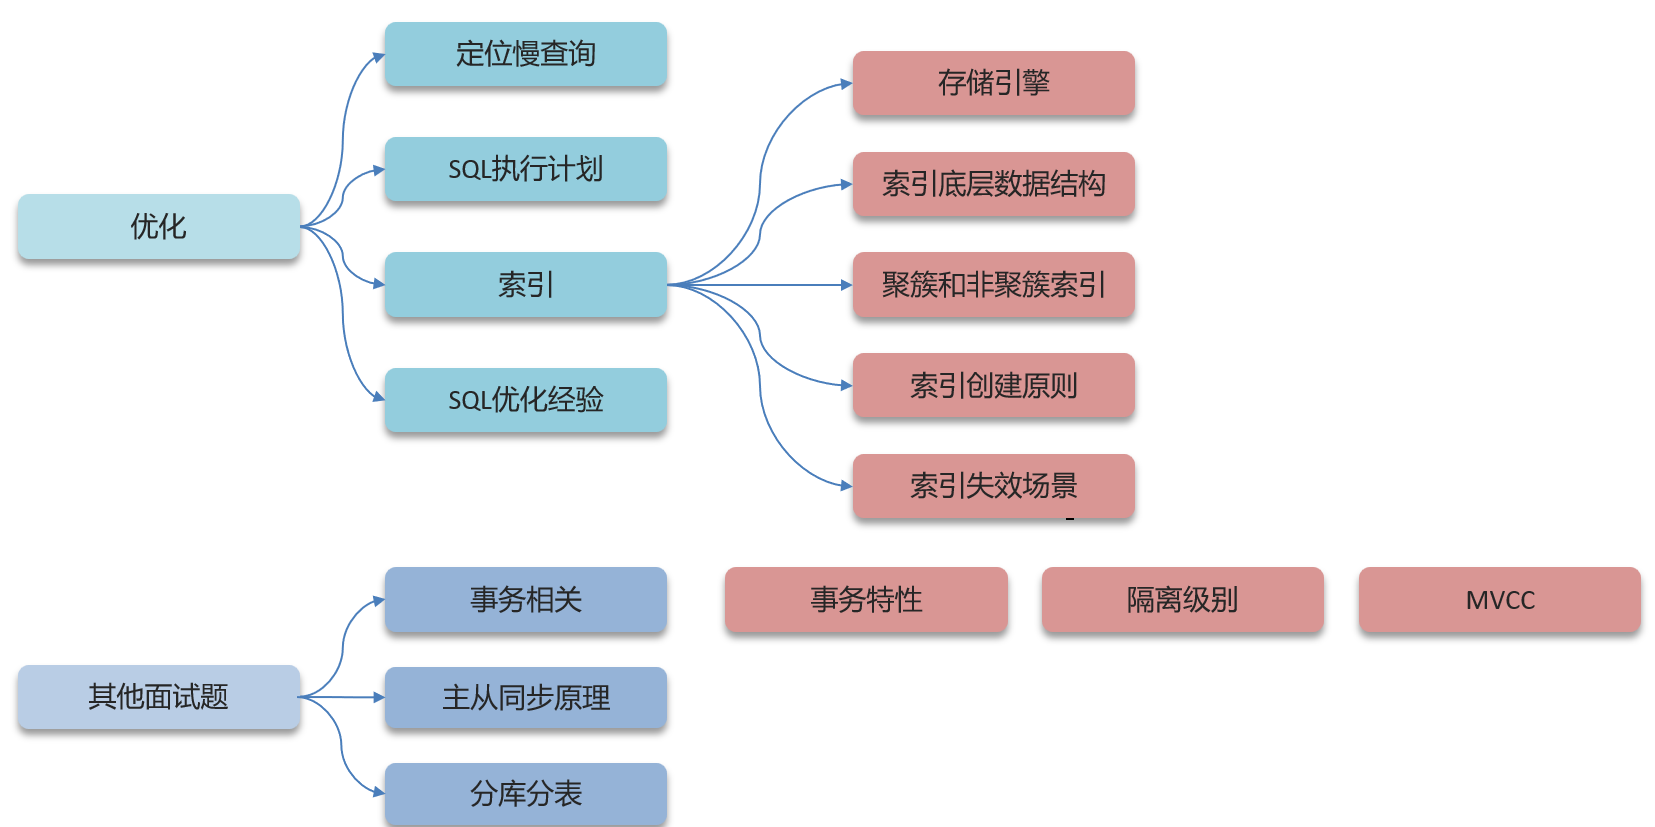 优化
定位慢查询
SQL执行计划
索引
SQL优化经验
存储引擎
索引底层数据结构
聚簇和非聚簇索引
索引创建原则
索引失效场景
其他面试题
事务相关
事务特性
隔离级别
MVCC
主从同步原理
分库分表